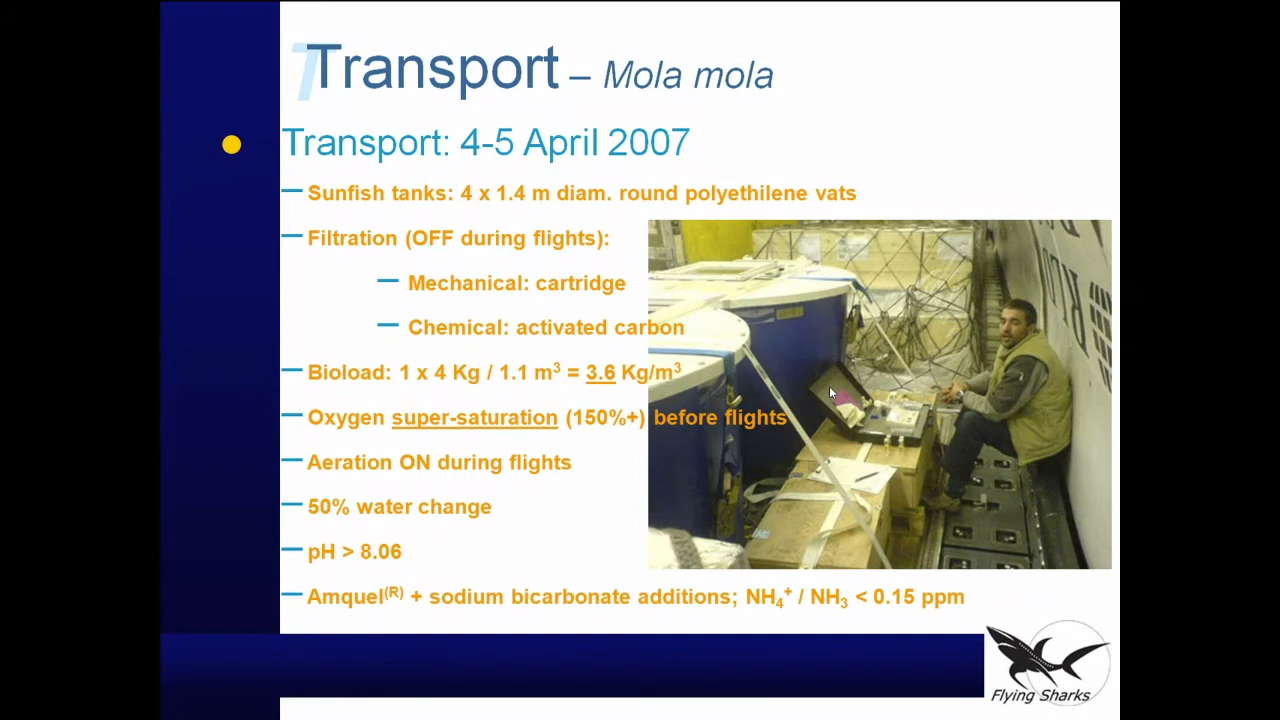 Transport – Mola mola
Transport: 4-5 April 2007
– Sunfish tanks: 4 x 1.4 m diam. round polyethilene vats
– Filtration (OFF during flights):
– Mechanical: cartridge
– Chemical: activated carbon
– Bioload: 1 x 4 Kg / 1.1 m³ = 3.6 Kg/m³
– Oxygen super-saturation (150%+) before flights
– Aeration ON during flights
– 50% water change
– pH > 8.06
– Amquel(R) + sodium bicarbonate additions; NH₄⁺ / NH₃ < 0.15 ppm
Flying Sharks